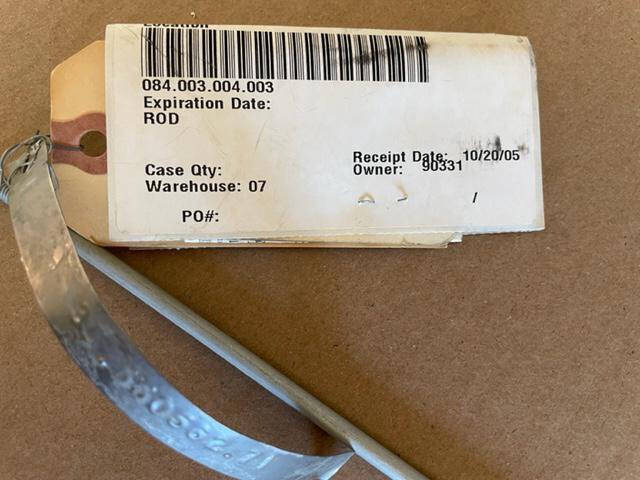 Location
084.003.004.003
Expiration Date:
ROD
Receipt Date: 10/20/05
Case Qty:
Owner: 90331
Warehouse: 07
/
PO#: